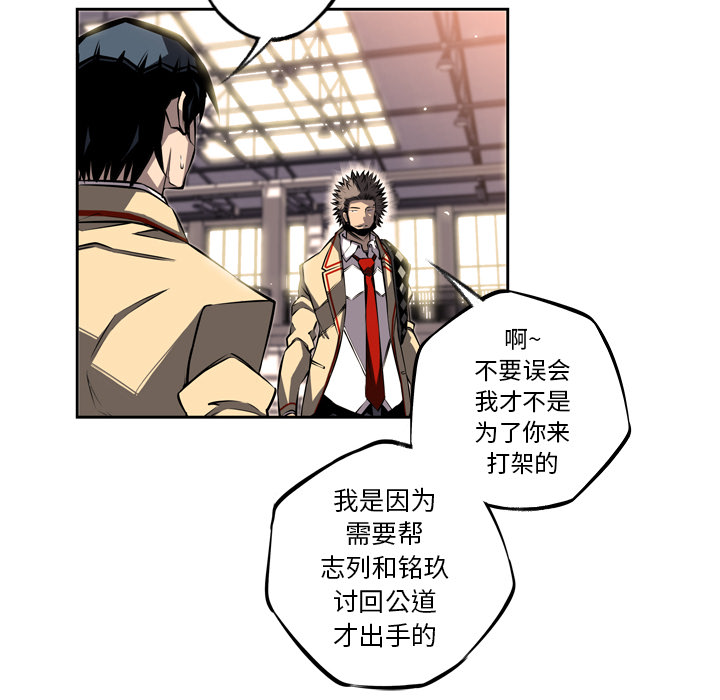 啊~
不要误会
我才不是
为了你来
打架的
我是因为
需要帮
志列和铭玖
讨回公道
才出手的